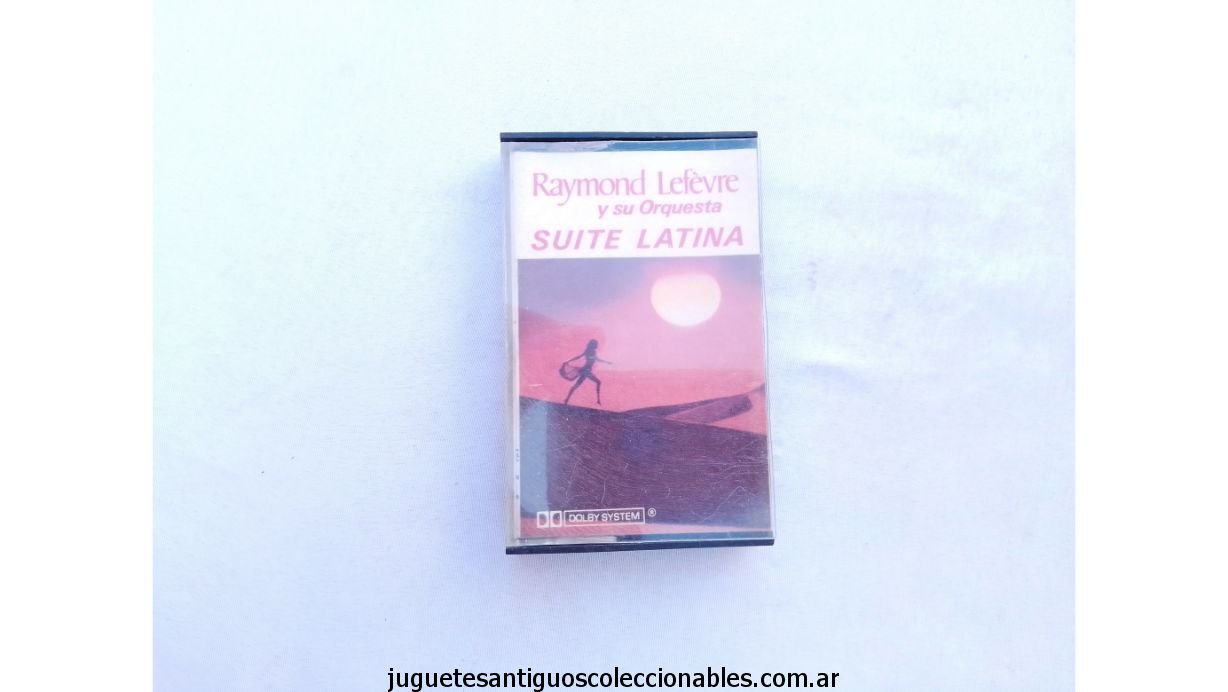 Raymond Lefèvre
y su Orquesta
SUITE LATINA
DOLBY SYSTEM ®
juguetesantiguoscoleccionables.com.ar